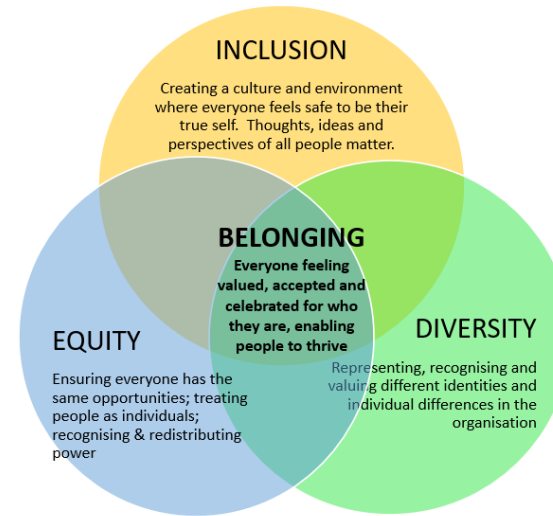 INCLUSION
Creating a culture and environment
where everyone feels safe to be their
true self.  Thoughts, ideas and
perspectives of all people matter.
BELONGING
Everyone feeling
valued, accepted and
celebrated for who
they are, enabling
people to thrive
EQUITY
Ensuring everyone has the
same opportunities; treating
people as individuals;
recognising & redistributing
power
DIVERSITY
Representing, recognising and
valuing different identities and
individual differences in the
organisation